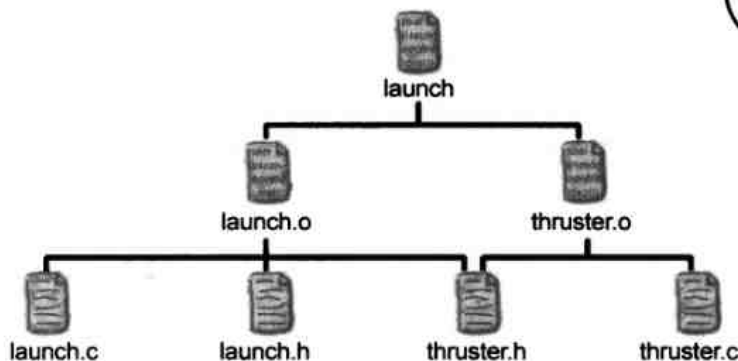 launch
launch.o
thruster.o
launch.c
launch.h
thruster.h
thruster.c